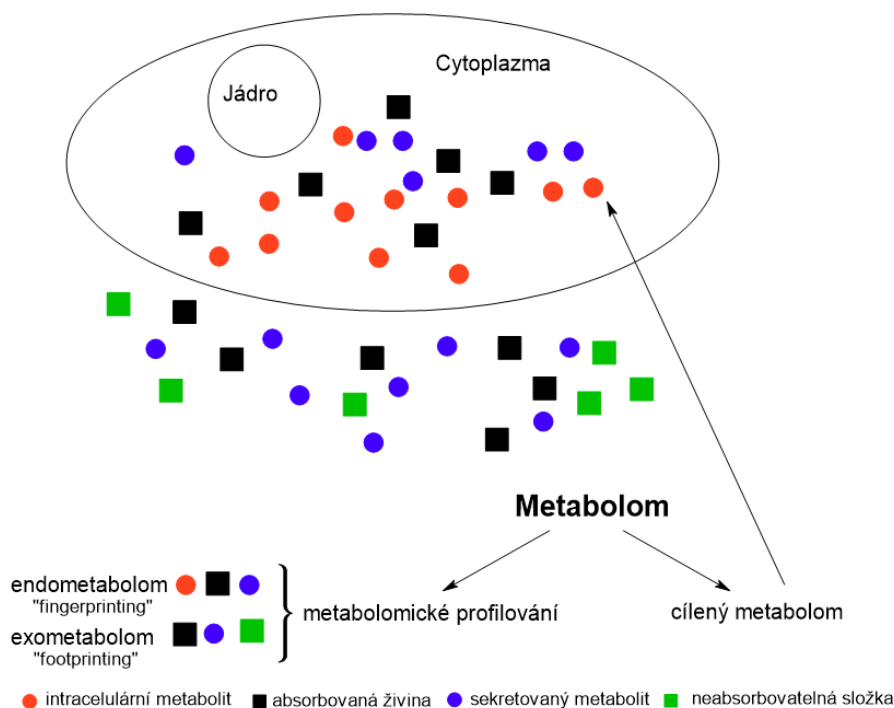 Cytoplazma
Jádro
Metabolom
endometabolom
"fingerprinting"
metabolomické profilování
cílený metabolom
exometabolom
"footprinting"
intracelulární metabolit absorbovaná živina sekretovaný metabolit neabsorbovatelná složka